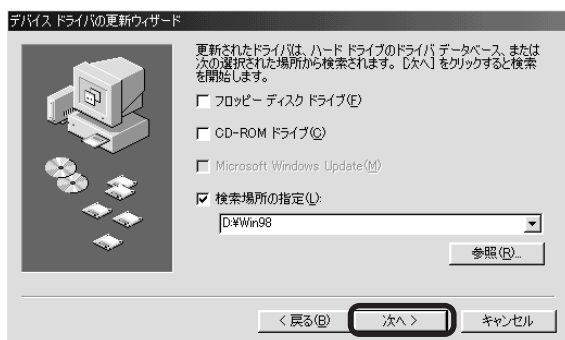 デバイス ドライバの更新ウィザード
更新されたドライバは、ハード ドライブのドライバ データベース、または
次の選択された場所から検索されます。[次へ] をクリックすると検索
を開始します。
フロッピー ディスク ドライブ(F)
CD-ROM ドライブ(C)
Microsoft Windows Update(M)
検索場所の指定(L):
D:¥Win98
参照(R)...
< 戻る(B)
次へ >
キャンセル